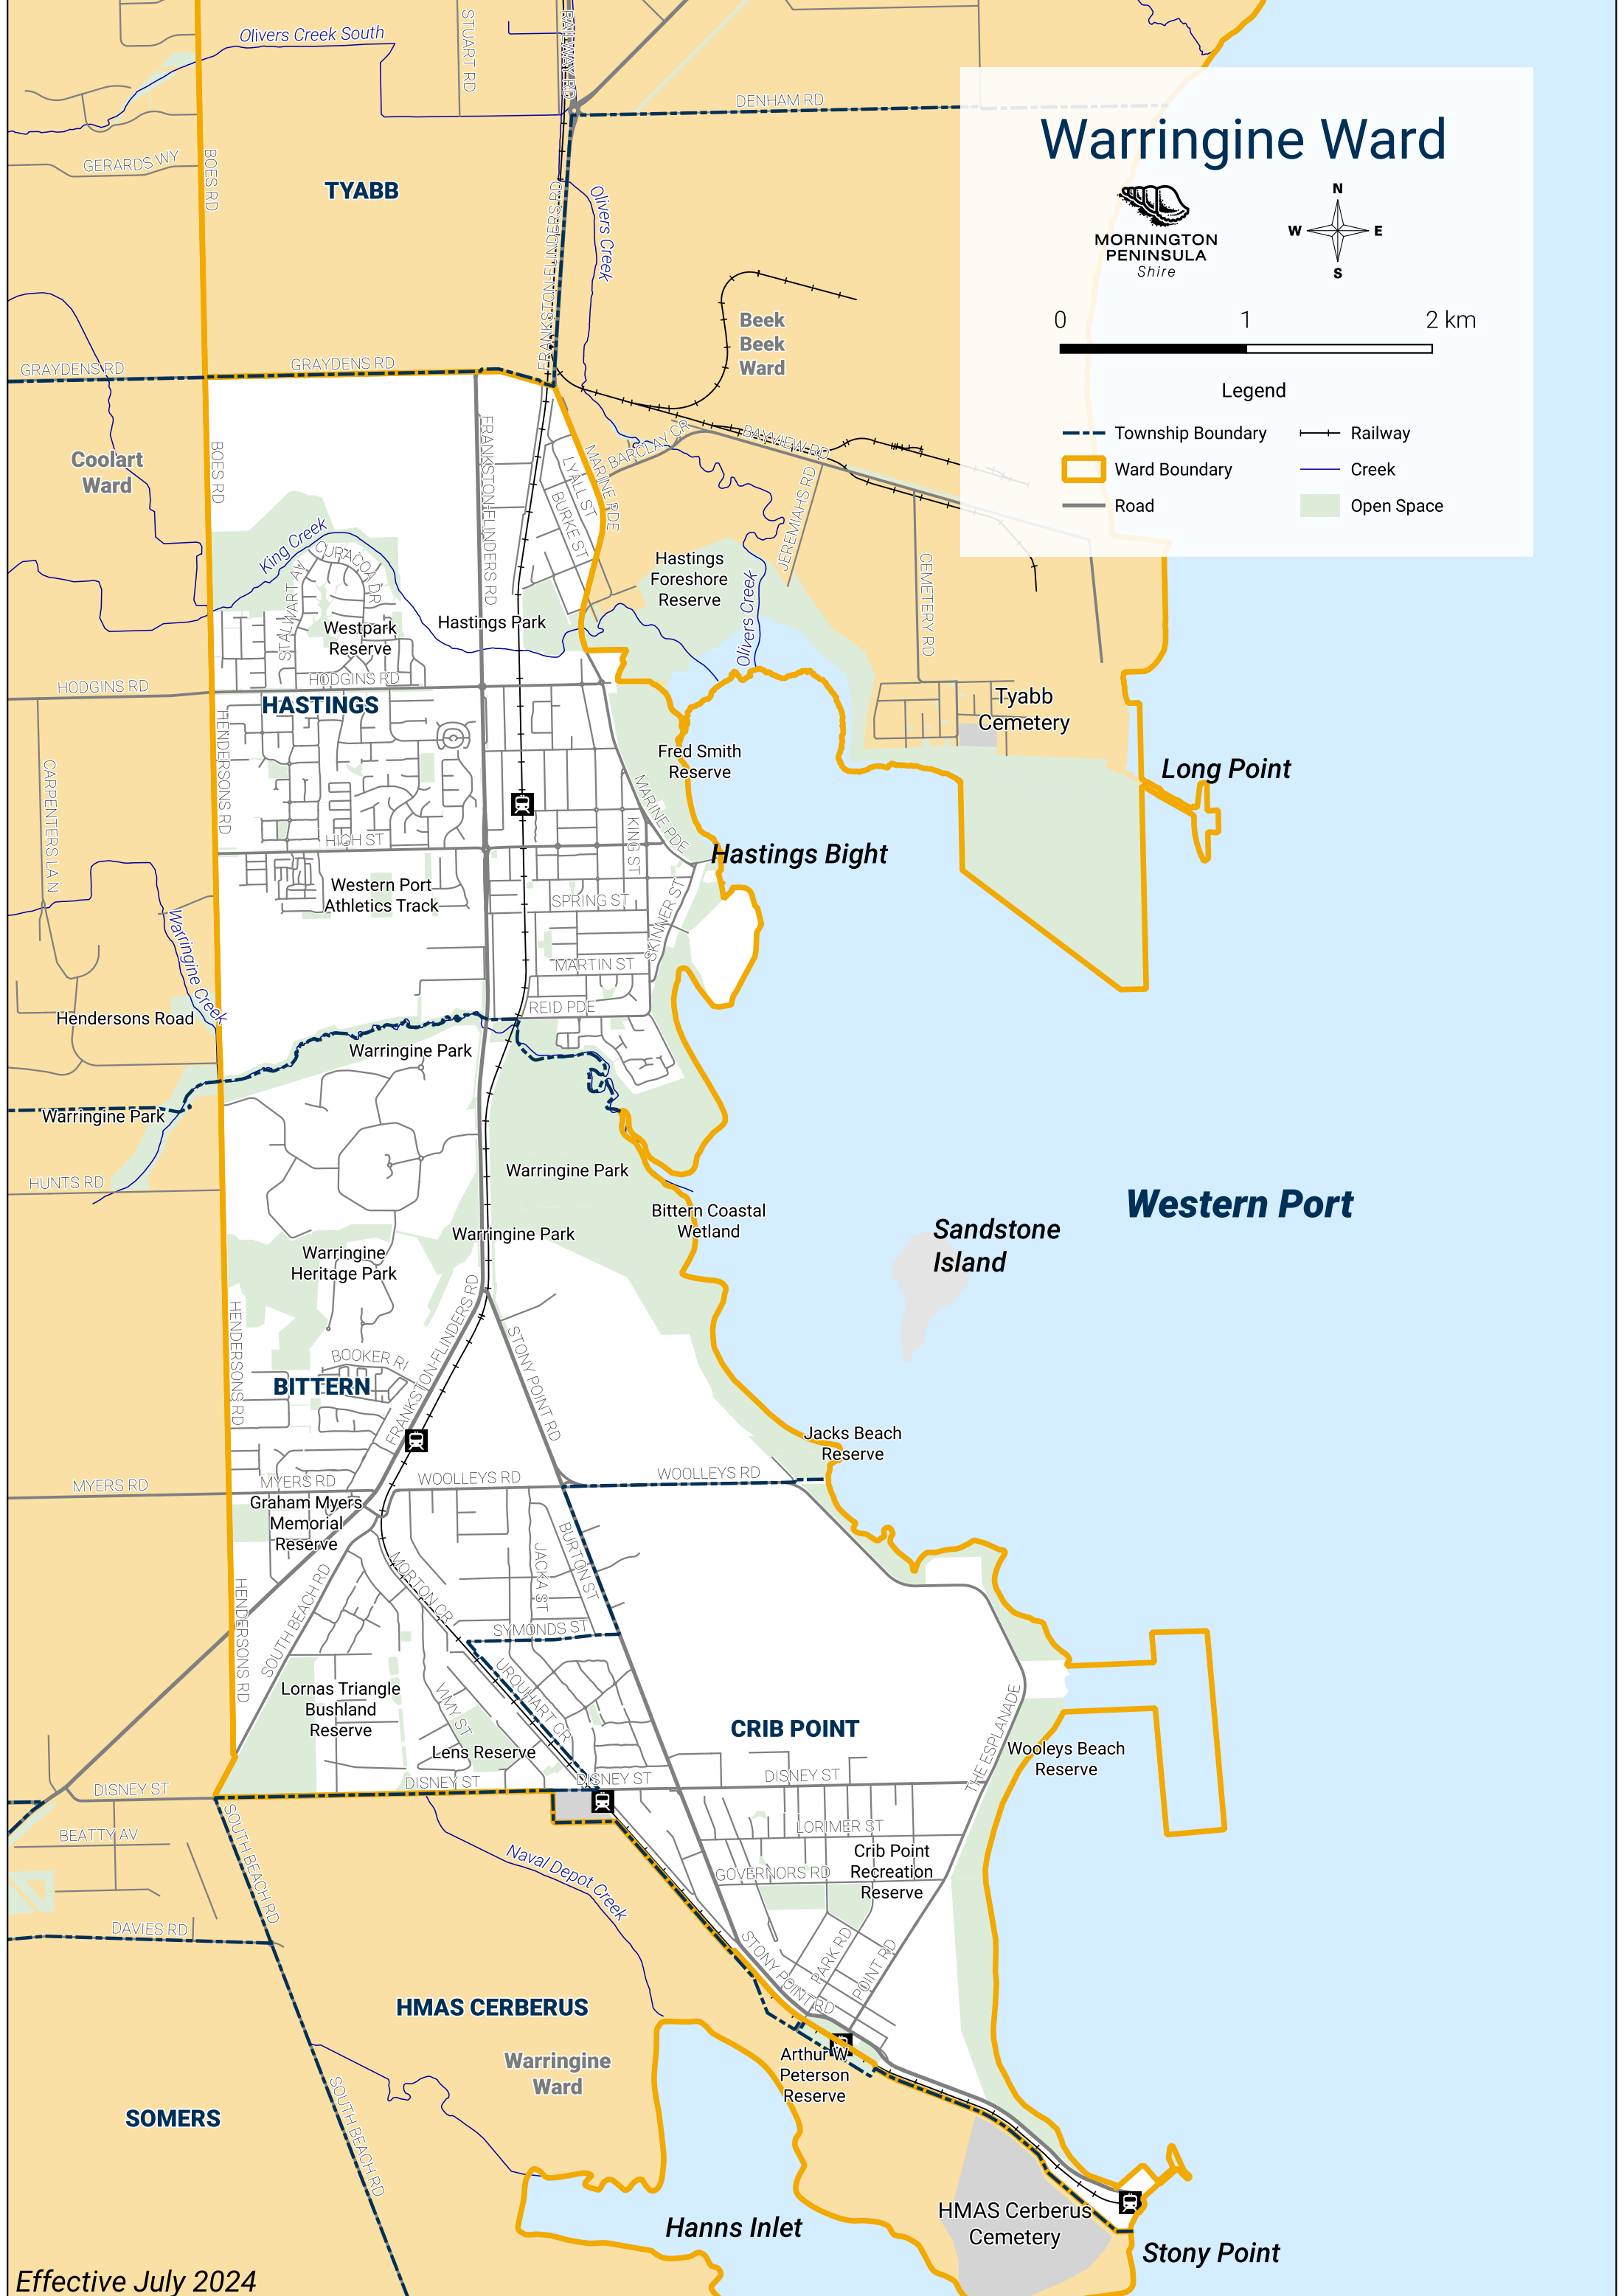 Warringine Ward
MORNINGTON
PENINSULA
Shire
N
W
E
S
0
1
2 km
Legend
Township Boundary
Railway
Ward Boundary
Creek
Road
Open Space
Olivers Creek South
STUART RD
RAILWAY RD
DENHAM RD
GERARDS WY
BOES RD
TYABB
FRANKSTON-FLINDERS RD
Olivers Creek
Beek
Beek
Ward
GRAYDENS RD
GRAYDENS RD
Coolart
Ward
BOES RD
FRANKSTON-FLINDERS RD
LYALL ST
BURKE ST
MARINE PDE
BARCLAY CR
BAYVIEW RD
JEREMIAHS RD
CEMETERY RD
King Creek
CURACOA DR
STALWART AV
Westpark
Reserve
Hastings Park
Hastings
Foreshore
Reserve
Olivers Creek
HODGINS RD
HODGINS RD
HASTINGS
Tyabb
Cemetery
Fred Smith
Reserve
Long Point
HENDERSONS RD
CARPENTERS LA N
MARINE PDE
KING ST
HIGH ST
Hastings Bight
Western Port
Athletics Track
SPRING ST
SKINNER ST
Warringine Creek
MARTIN ST
REID PDE
Hendersons Road
Warringine Park
Warringine Park
HUNTS RD
Warringine Park
Bittern Coastal
Wetland
Western Port
Sandstone
Island
Warringine Park
Warringine
Heritage Park
HENDERSONS RD
FRANKSTON-FLINDERS RD
STONY POINT RD
BOOKER RI
BITTERN
Jacks Beach
Reserve
MYERS RD
MYERS RD
WOOLLEYS RD
WOOLLEYS RD
Graham Myers
Memorial
Reserve
BURTON ST
JACKA ST
MORTON CR
HENDERSONS RD
SOUTH BEACH RD
SYMONDS ST
URQUHART CR
Lornas Triangle
Bushland
Reserve
VIMY ST
Lens Reserve
CRIB POINT
THE ESPLANADE
Wooleys Beach
Reserve
DISNEY ST
DISNEY ST
DISNEY ST
DISNEY ST
BEATTY AV
SOUTH BEACH RD
LORIMER ST
Crib Point
Recreation
Reserve
GOVERNORS RD
Naval Depot Creek
DAVIES RD
STONY POINT RD
PARK RD
POINT RD
HMAS CERBERUS
Warringine
Ward
Arthur W
Peterson
Reserve
SOMERS
SOUTH BEACH RD
Hanns Inlet
HMAS Cerberus
Cemetery
Stony Point
Effective July 2024